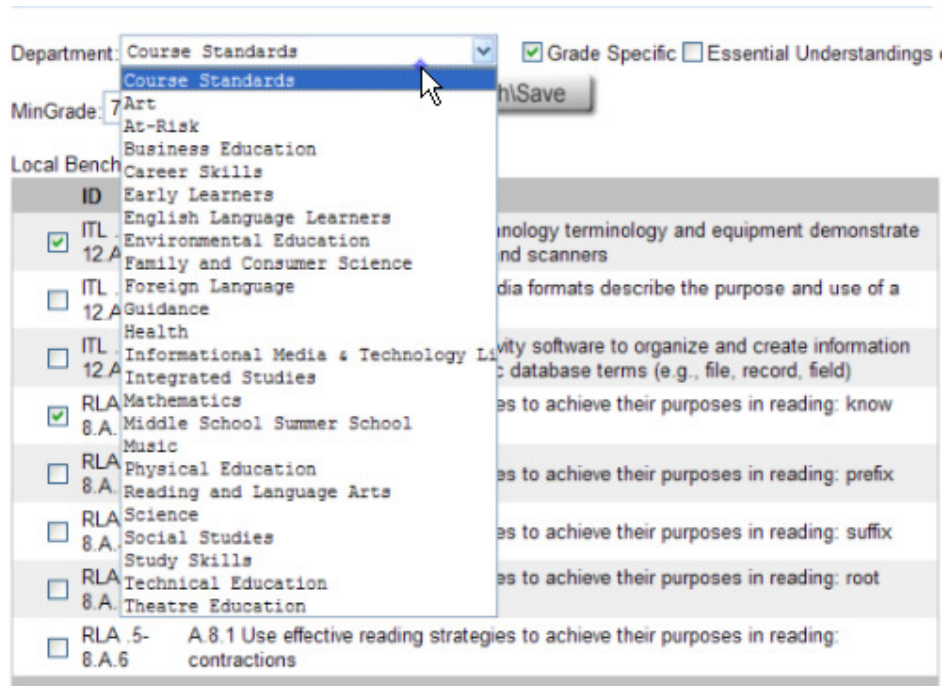 Department: Course Standards Grade Specific Essential Understandings
Course Standards
MinGrade: 7 h\Save
Art
At-Risk
Business Education
Local Bench
Career Skills
ID
Early Learners
English Language Learners
ITL nology terminology and equipment demonstrate
Environmental Education
12.A nd scanners
Family and Consumer Science
ITL dia formats describe the purpose and use of a
Foreign Language
12.A
Guidance
Health
ITL vity software to organize and create information
Informational Media & Technology Li
12.A c database terms (e.g., file, record, field)
Integrated Studies
RLA es to achieve their purposes in reading: know
Mathematics
8.A.
Middle School Summer School
Music
RLA es to achieve their purposes in reading: prefix
Physical Education
8.A.
Reading and Language Arts
RLA es to achieve their purposes in reading: suffix
Science
8.A.
Social Studies
Study Skills
RLA es to achieve their purposes in reading: root
Technical Education
8.A.
Theatre Education
RLA .5- A.8.1 Use effective reading strategies to achieve their purposes in reading:
8.A.6 contractions